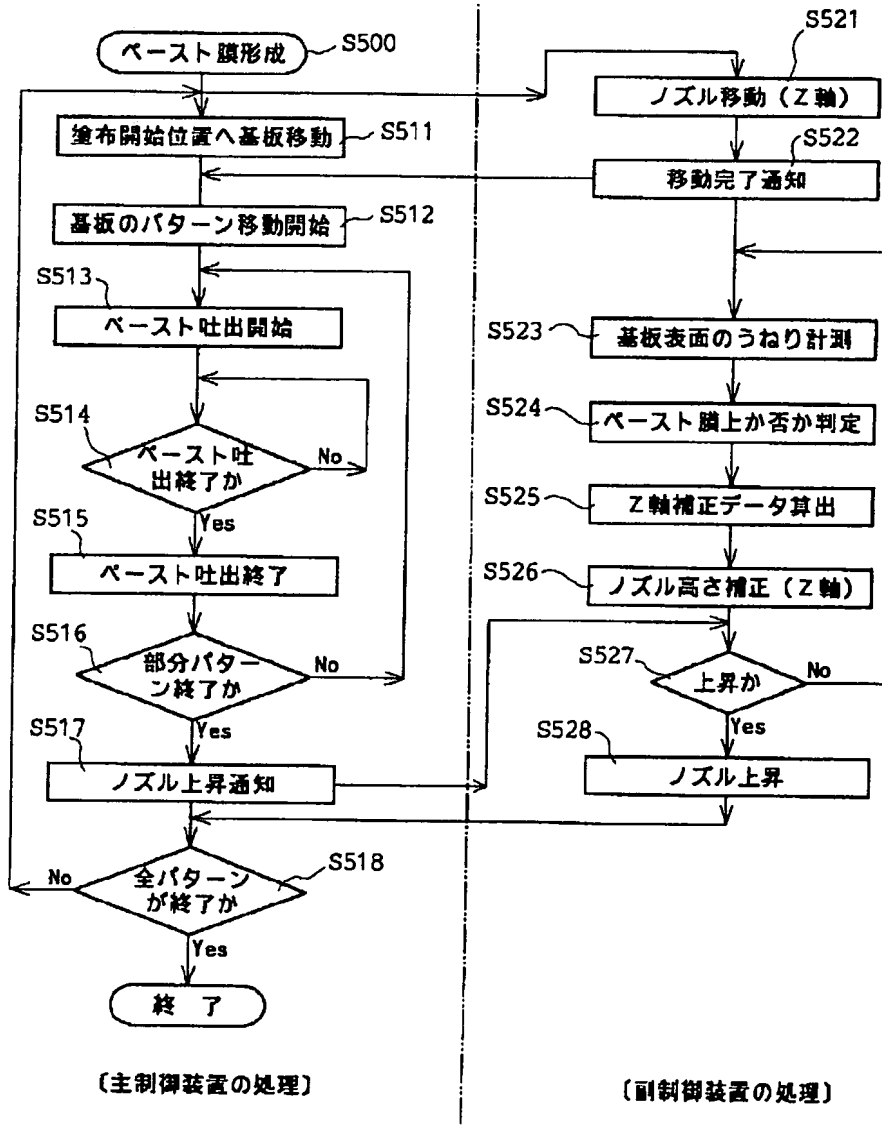 ペースト膜形成
S500
塗布開始位置へ基板移動
S511
基板のパターン移動開始
S512
S513
ペースト吐出開始
S514
ペースト吐
出終了か
No
Yes
S515
ペースト吐出終了
S516
部分パター
ン終了か
No
Yes
S517
ノズル上昇通知
S518
全パターン
が終了か
No
Yes
終 了
〔主制御装置の処理〕
S521
ノズル移動(Z軸)
S522
移動完了通知
S523
基板表面のうねり計測
S524
ペースト膜上か否か判定
S525
Z軸補正データ算出
S526
ノズル高さ補正(Z軸)
S527
上昇か
No
Yes
S528
ノズル上昇
〔副制御装置の処理〕